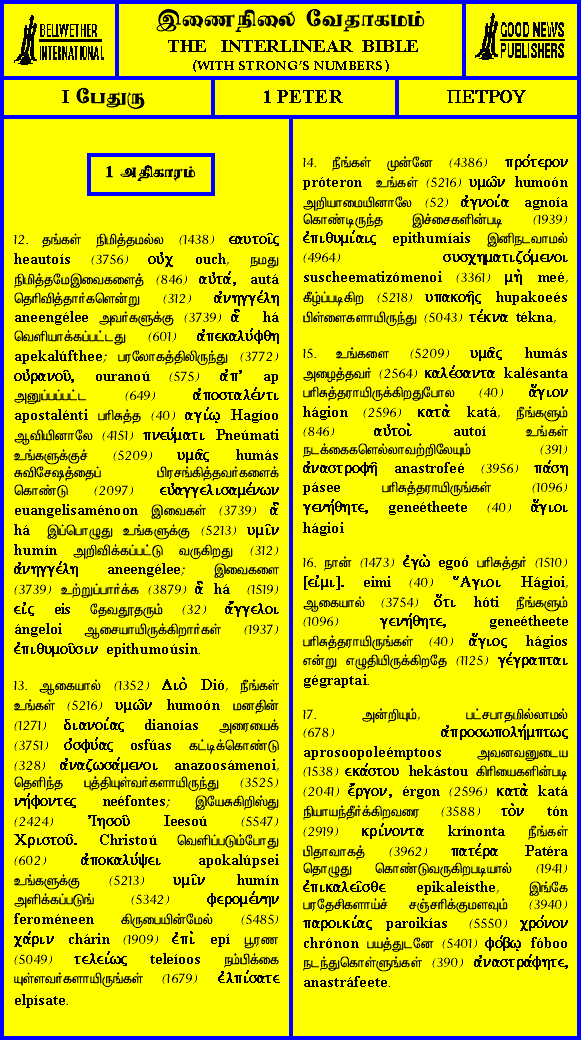 BELLWETHER
INTERNATIONAL
இணைநிலை வேதாகமம்
THE INTERLINEAR BIBLE
(WITH STRONG'S NUMBERS)
GOOD NEWS
PUBLISHERS
I பேதுரு
1 PETER
ΠΕΤΡΟΥ
1 அதிகாரம்
12. தங்கள் நிமித்தமல்ல (1438) εαυτοῖς
heautoís (3756) οὐχ ouch, நமது
நிமித்தமேஇவைகளைத் (846) αὐτά, autá
தெரிவித்தார்களென்று (312) ἀνηγγέλη
aneengélee அவர்களுக்கு (3739) ἃ há
வெளியாக்கப்பட்டது (601) ἀπεκαλύφθη
apekalúfthee; பரலோகத்திலிருந்து (3772)
οὐρανοῦ, ouranoú (575) ἀπ' ap
அனுப்பப்பட்ட (649) ἀποσταλέντι
apostalénti பரிசுத்த (40) αγίῳ Hagíoo
ஆவியினாலே (4151) πνεύματι Pneúmati
உங்களுக்குச் (5209) υμᾶς humás
சுவிசேஷத்தைப் பிரசங்கித்தவர்களைக்
கொண்டு (2097) εὐαγγελισαμένων
euangelisaménoon இவைகள் (3739) ἃ
há இப்பொழுது உங்களுக்கு (5213) υμῖν
humín அறிவிக்கப்பட்டு வருகிறது (312)
ἀνηγγέλη aneengélee; இவைகளை
(3739) உற்றுப்பார்க்க (3879) ἃ há (1519)
εἰς eis தேவதூதரும் (32) ἄγγελοι
ángeloi ஆசையாயிருக்கிறார்கள் (1937)
ἐπιθυμοῦσιν epithumoúsin.
13. ஆகையால் (1352) Διὸ Dió, நீங்கள்
உங்கள் (5216) υμῶν humoón மனதின்
(1271) διανοίας dianoías அரையைக்
(3751) ὀσφύας osfúas கட்டிக்கொண்டு
(328) ἀναζωσάμενοι anazoosámenoi,
தெளிந்த புத்தியுள்வர்களாயிருந்து (3525)
νήφοντες neéfontes; இயேசுகிறிஸ்து
(2424) Ἰησοῦ Ieesoú (5547)
Χριστοῦ. Christoú வெளிப்படும்போது
(602) ἀποκαλύψει apokalúpsei
உங்களுக்கு (5213) υμῖν humín
அளிக்கப்படுங் (5342) φερομένην
feroméneen கிருபையின்மேல் (5485)
χάριν chárin (1909) ἐπὶ epí பூரண
(5049) τελείως teleíoos நம்பிக்கை
யுள்ளவர்களாயிருங்கள் (1679) ἐλπίσατε
elpísate.
14. நீங்கள் முன்னே (4386) πρότερον
próteron உங்கள் (5216) υμῶν humoón
அறியாமையினாலே (52) ἀγνοία agnoía
கொண்டிருந்த இச்சைகளின்படி (1939)
ἐπιθυμίαις epithumíais இனிநடவாமல்
(4964) συσχηματιζόμενοι
suscheematizómenoi (3361) μὴ meé,
கீழ்ப்படிகிற (5218) υπακοῆς hupakoeés
பிள்ளைகளாயிருந்து (5043) τέκνα tékna,
15. உங்களை (5209) υμᾶς humás
அழைத்தவர் (2564) καλέσαντα kalésanta
பரிசுத்தராயிருக்கிறதுபோல (40) ἅγιον
hágion (2596) κατὰ katá, நீங்களும்
(846) αὐτοὶ autoí உங்கள்
நடக்கைகளெல்லாவற்றிலேயும் (391)
ἀναστροφῆ anastrofeé (3956) πάση
pásee பரிசுத்தராயிருங்கள் (1096)
γενήθητε, geneétheete (40) ἅγιοι
hágioi
16. நான் (1473) ἐγὼ egoó பரிசுத்தர் (1510)
[εἰμι]. eimi (40) Ἅγιοι Hágioi,
ஆகையால் (3754) ὅτι hóti நீங்களும்
(1096) γενήθητε, geneétheete
பரிசுத்தராயிருங்கள் (40) ἅγιος hágios
என்று எழுதியிருக்கிறதே (1125) γέγραπται
gégraptai.
17. அன்றியும், பட்சபாதமில்லாமல்
(678) ἀπροσωπολήμπτως
aprosoopoleémptoos அவனவனுடைய
(1538) εκάστου hekástou கிரியைகளின்படி
(2041) ἔργον, érgon (2596) κατὰ katá
நியாயந்தீர்க்கிறவரை (3588) τὸν tón
(2919) κρίνοντα krínonta நீங்கள்
பிதாவாகத் (3962) πατέρα Patéra
தொழுது கொண்டுவருகிறபடியால் (1941)
ἐπικαλεῖσθε epikaleísthe, இங்கே
பரதேசிகளாய்ச் சஞ்சரிக்குமளவும் (3940)
παροικίας paroikías (5550) χρόνον
chrónon பயத்துடனே (5401) φόβῳ fóboo
நடந்துகொள்ளுங்கள் (390) ἀναστράφητε,
anastráfeete.